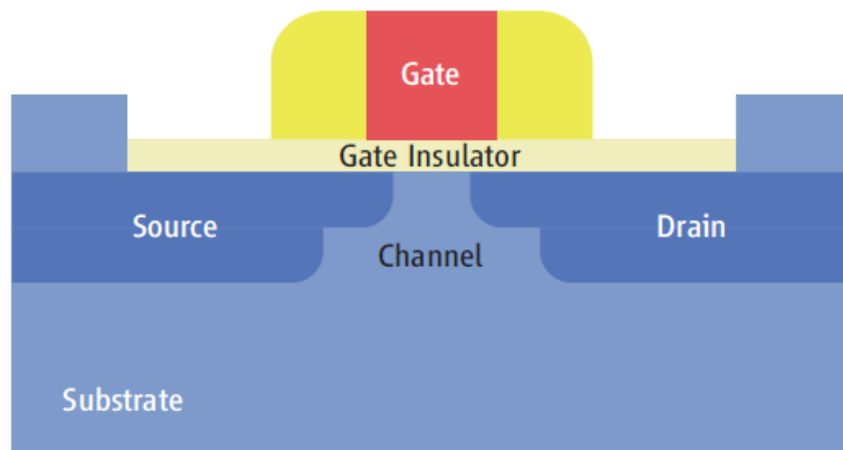 Gate
Gate Insulator
Source
Drain
Channel
Substrate